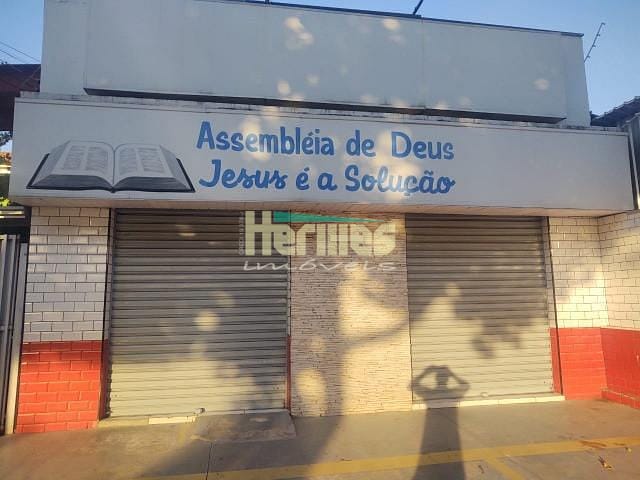 Assembléia de Deus
Jesus é a Solução
Hermes
imóveis